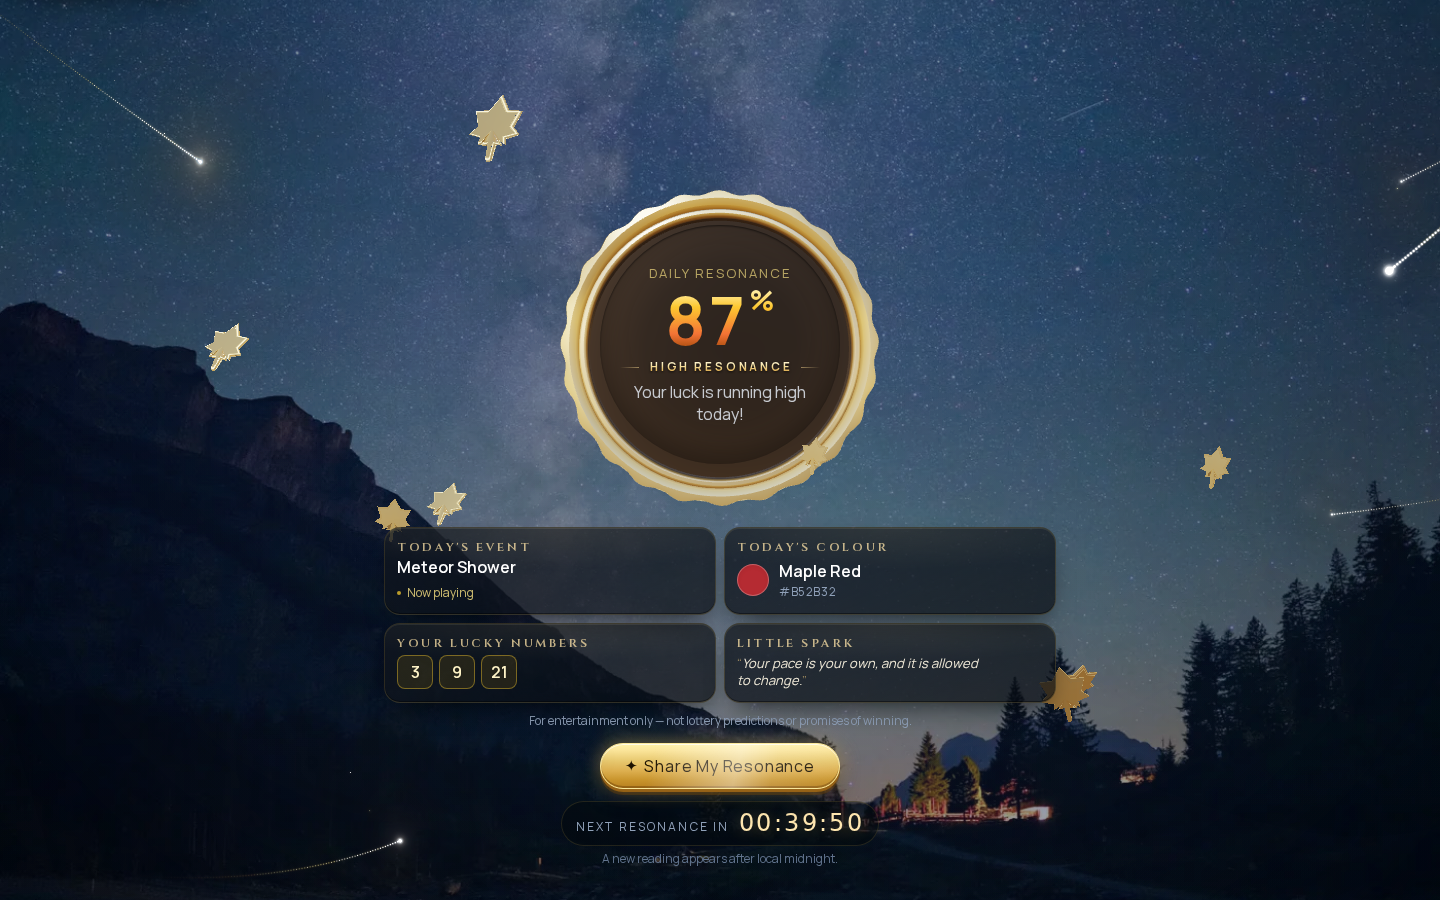 DAILY RESONANCE
87%
HIGH RESONANCE
Your luck is running high
today!
TODAY'S EVENT
Meteor Shower
Now playing
TODAY'S COLOUR
Maple Red
#B52B32
YOUR LUCKY NUMBERS
3 9 21
LITTLE SPARK
"Your pace is your own, and it is allowed
to change."
For entertainment only — not lottery predictions or promises of winning.
✦ Share My Resonance
NEXT RESONANCE IN 00:39:50
A new reading appears after local midnight.